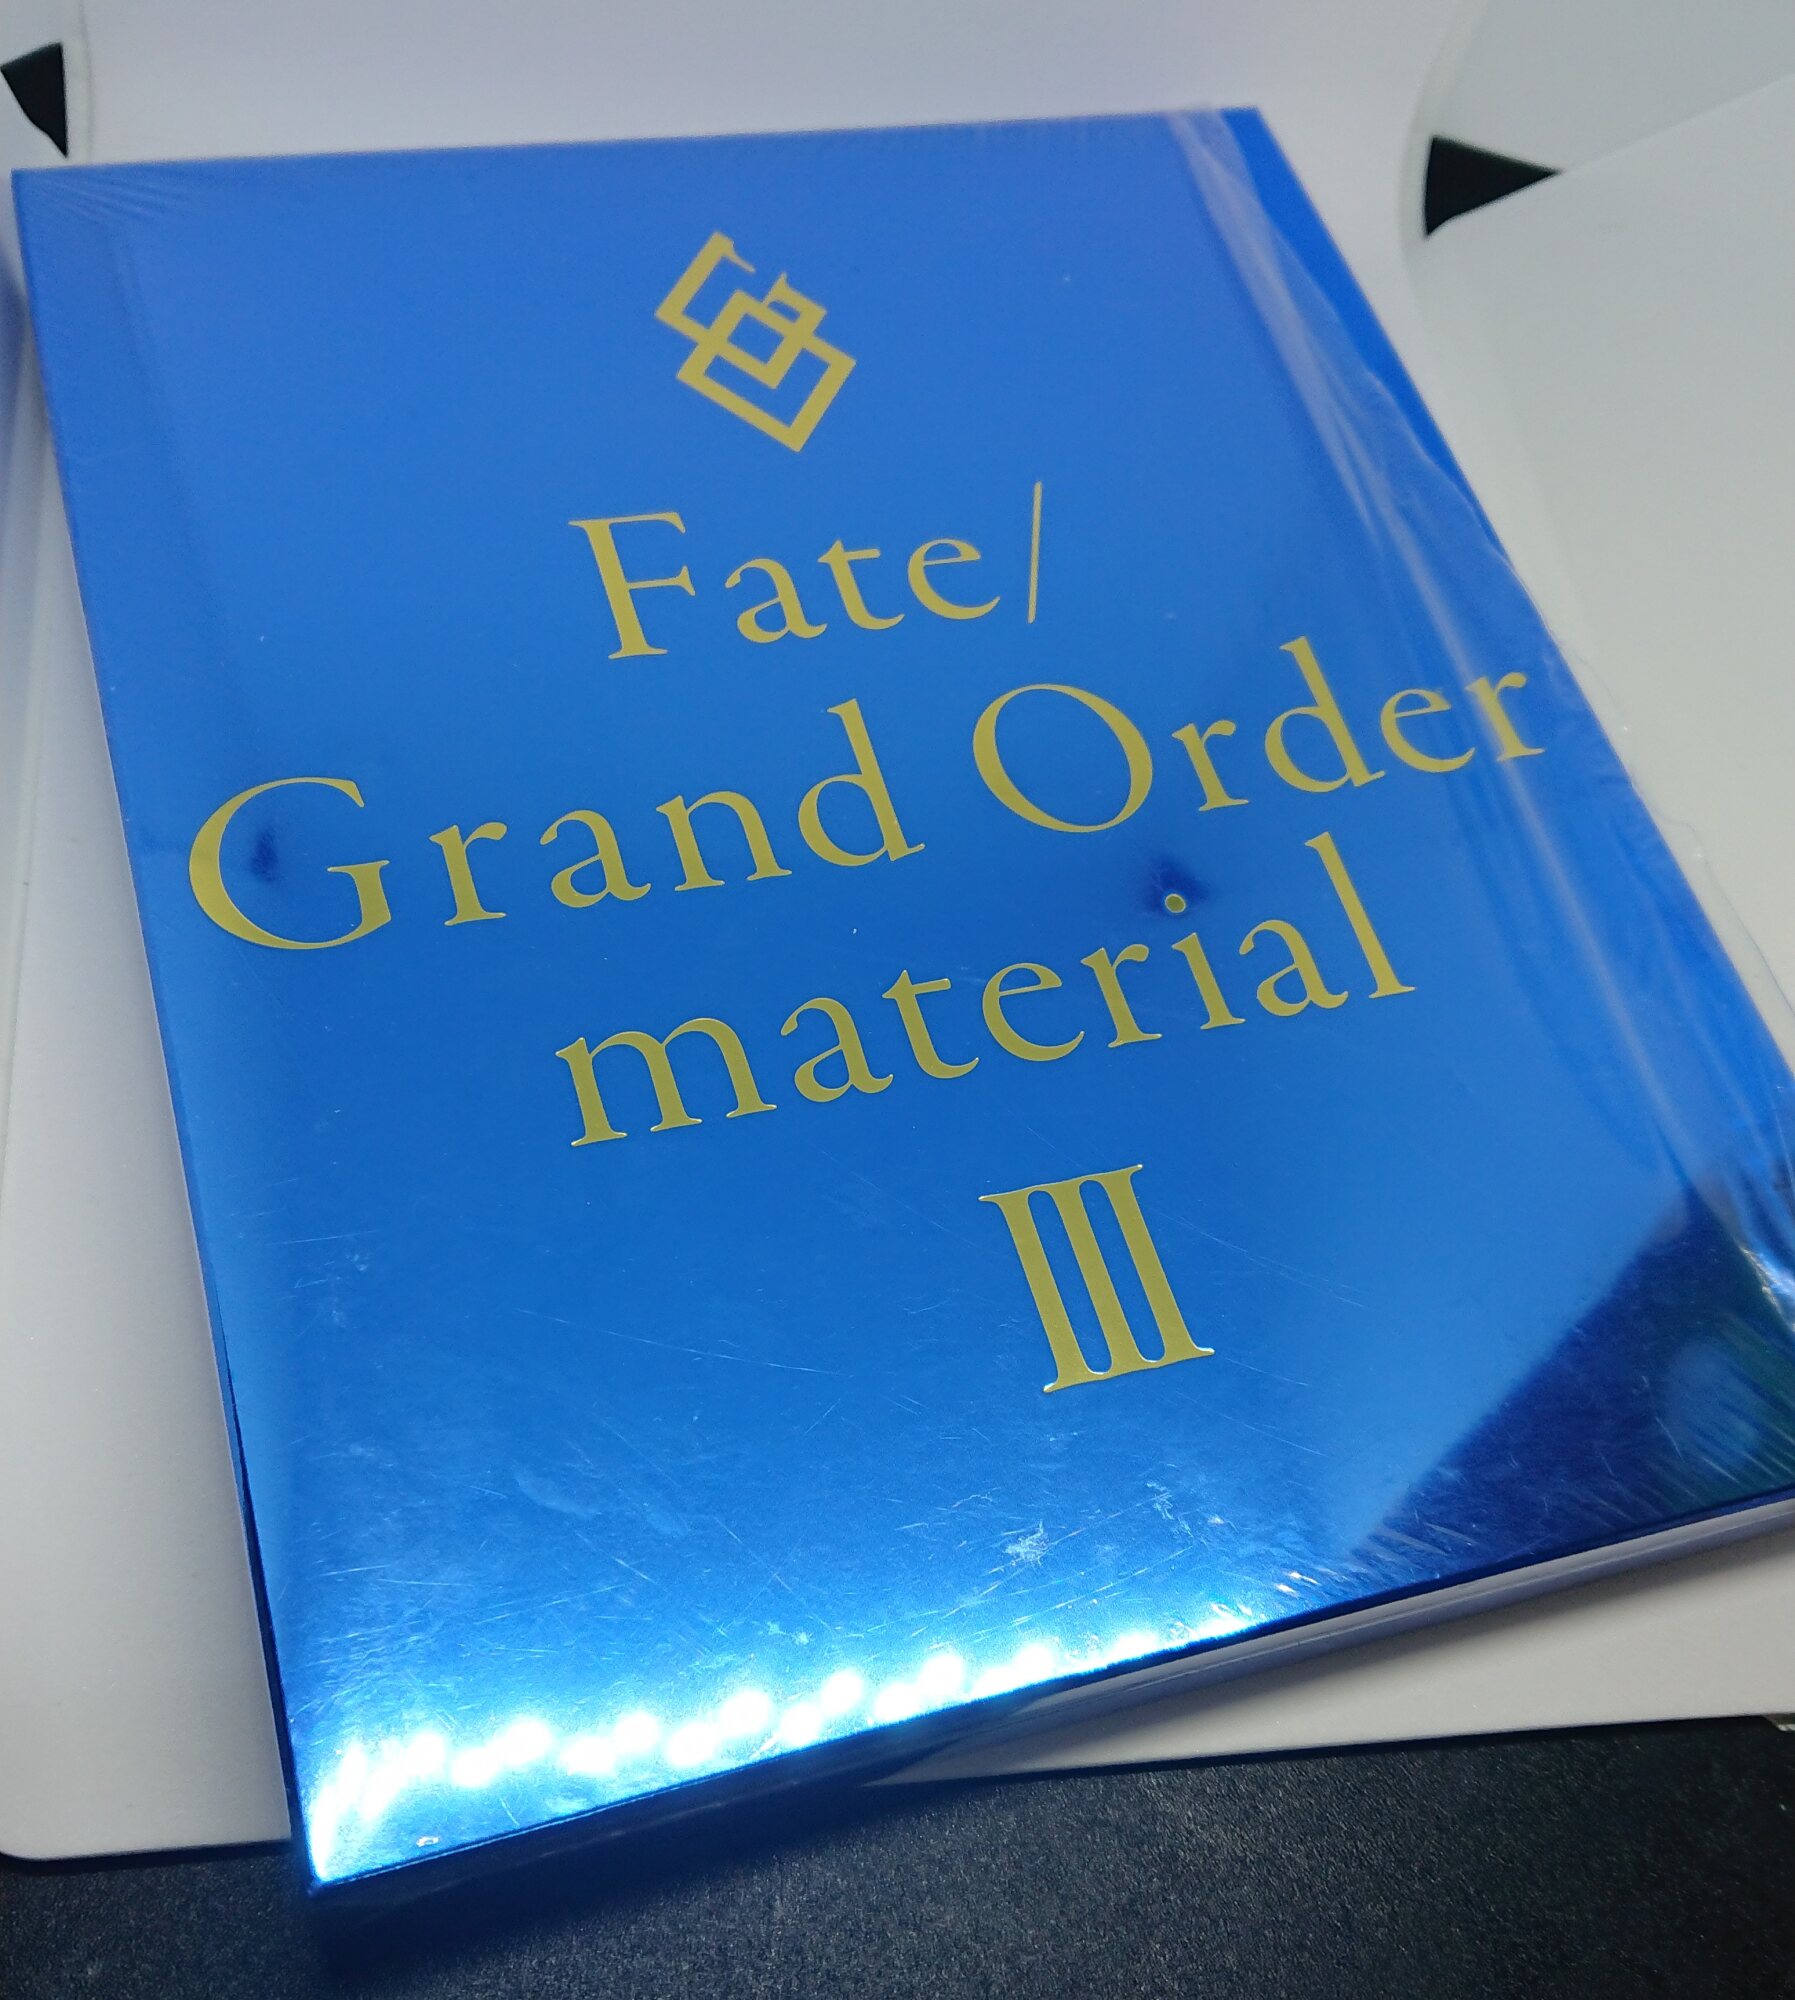 Fate/
Grand Order
material
III